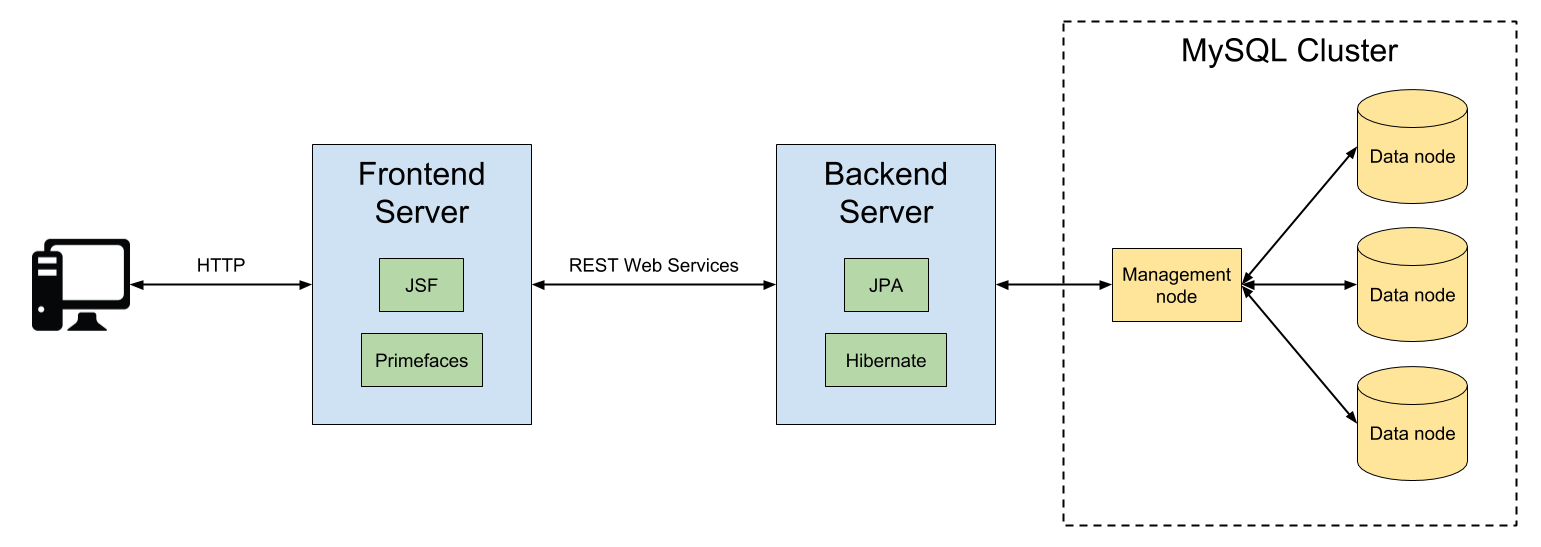 MySQL Cluster
Frontend
Server
Backend
Server
HTTP
REST Web Services
JSF
Primefaces
JPA
Hibernate
Management
node
Data node
Data node
Data node